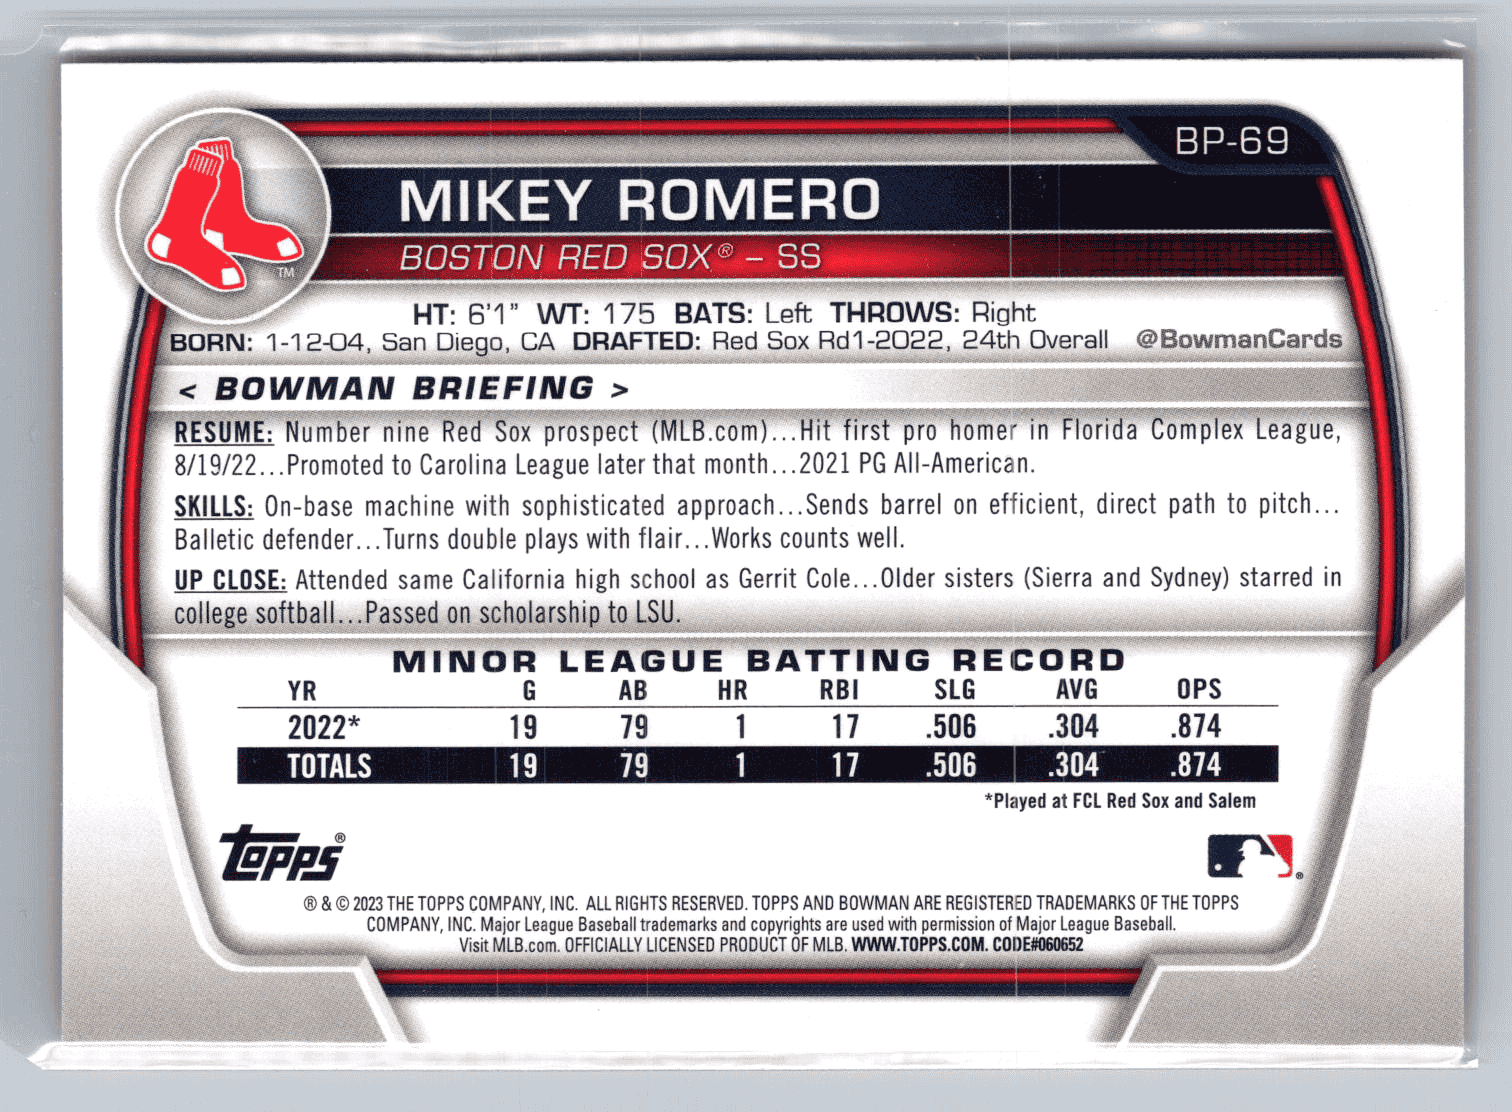 BP-69
MIKEY ROMERO
BOSTON RED SOX® – SS
TM
HT: 6'1" WT: 175 BATS: Left THROWS: Right
BORN: 1-12-04, San Diego, CA DRAFTED: Red Sox Rd1-2022, 24th Overall @BowmanCards
< BOWMAN BRIEFING >
RESUME: Number nine Red Sox prospect (MLB.com)...Hit first pro homer in Florida Complex League,
8/19/22...Promoted to Carolina League later that month...2021 PG All-American.
SKILLS: On-base machine with sophisticated approach...Sends barrel on efficient, direct path to pitch...
Balletic defender...Turns double plays with flair...Works counts well.
UP CLOSE: Attended same California high school as Gerrit Cole...Older sisters (Sierra and Sydney) starred in
college softball...Passed on scholarship to LSU.
MINOR LEAGUE BATTING RECORD
YR G AB HR RBI SLG AVG OPS
2022* 19 79 1 17 .506 .304 .874
TOTALS 19 79 1 17 .506 .304 .874
*Played at FCL Red Sox and Salem
Topps®
®
® & © 2023 THE TOPPS COMPANY, INC. ALL RIGHTS RESERVED. TOPPS AND BOWMAN ARE REGISTERED TRADEMARKS OF THE TOPPS
COMPANY, INC. Major League Baseball trademarks and copyrights are used with permission of Major League Baseball.
Visit MLB.com. OFFICIALLY LICENSED PRODUCT OF MLB. WWW.TOPPS.COM. CODE#060652